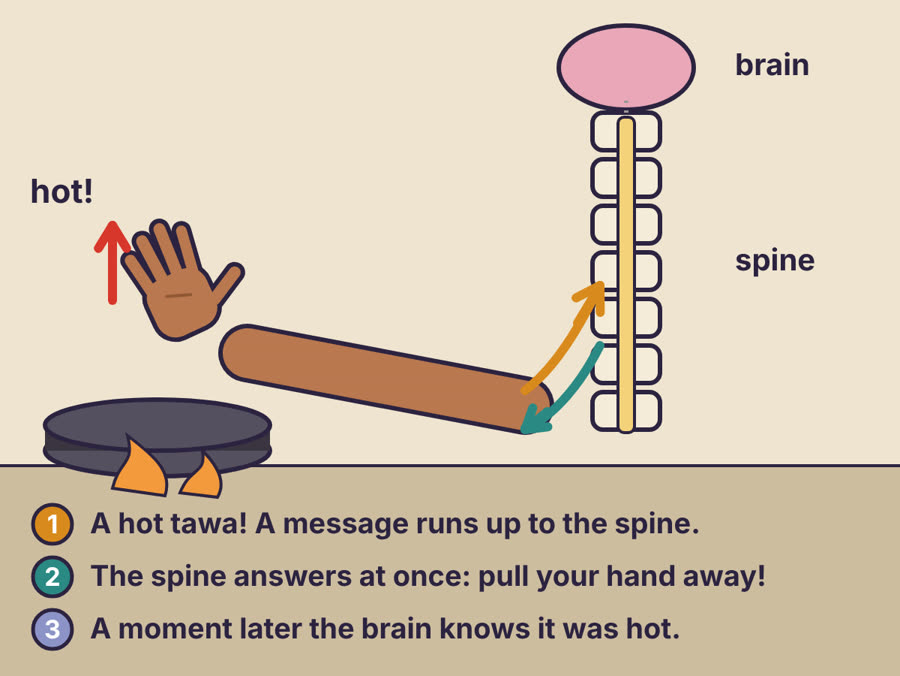 brain
hot!
spine
1 A hot tawa! A message runs up to the spine.
2 The spine answers at once: pull your hand away!
3 A moment later the brain knows it was hot.